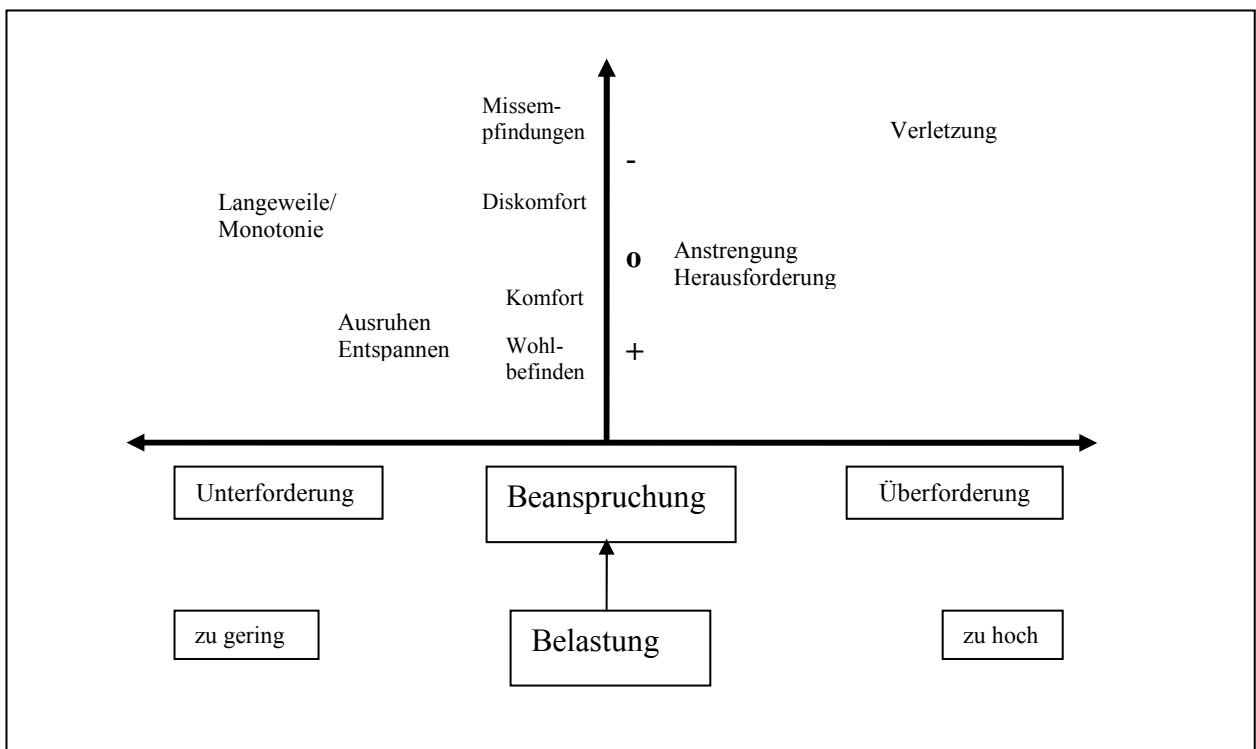 Missem-
pfindungen
-
Verletzung
Langeweile/
Monotonie
Diskomfort
o
Anstrengung
Herausforderung
Komfort
Ausruhen
Entspannen
Wohl-
befinden
+
Unterforderung
Beanspruchung
Überforderung
zu gering
Belastung
zu hoch